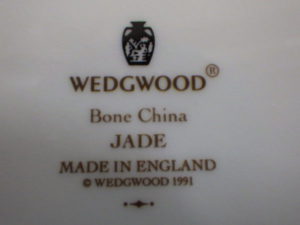 WEDGWOOD®
Bone China
JADE
MADE IN ENGLAND
© WEDGWOOD 1991